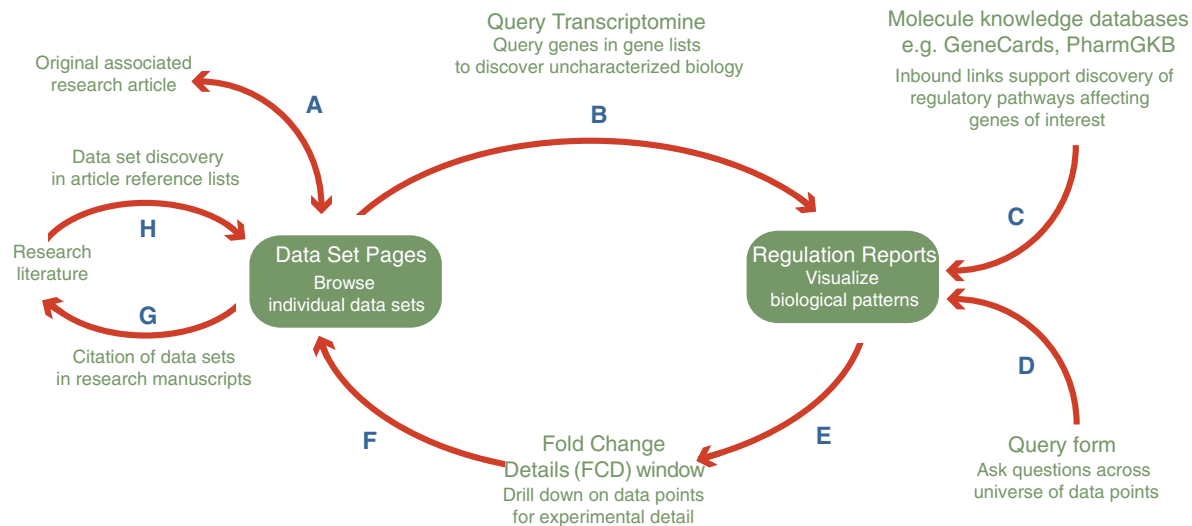 Original associated
research article
A
Query Transcriptomine
Query genes in gene lists
to discover uncharacterized biology
B
Molecule knowledge databases
e.g. GeneCards, PharmGKB
Inbound links support discovery of
regulatory pathways affecting
genes of interest
C
Data set discovery
in article reference lists
H
Research
literature
G
Citation of data sets
in research manuscripts
Data Set Pages
Browse
individual data sets
Regulation Reports
Visualize
biological patterns
D
Query form
Ask questions across
universe of data points
E
Fold Change
Details (FCD) window
Drill down on data points
for experimental detail
F